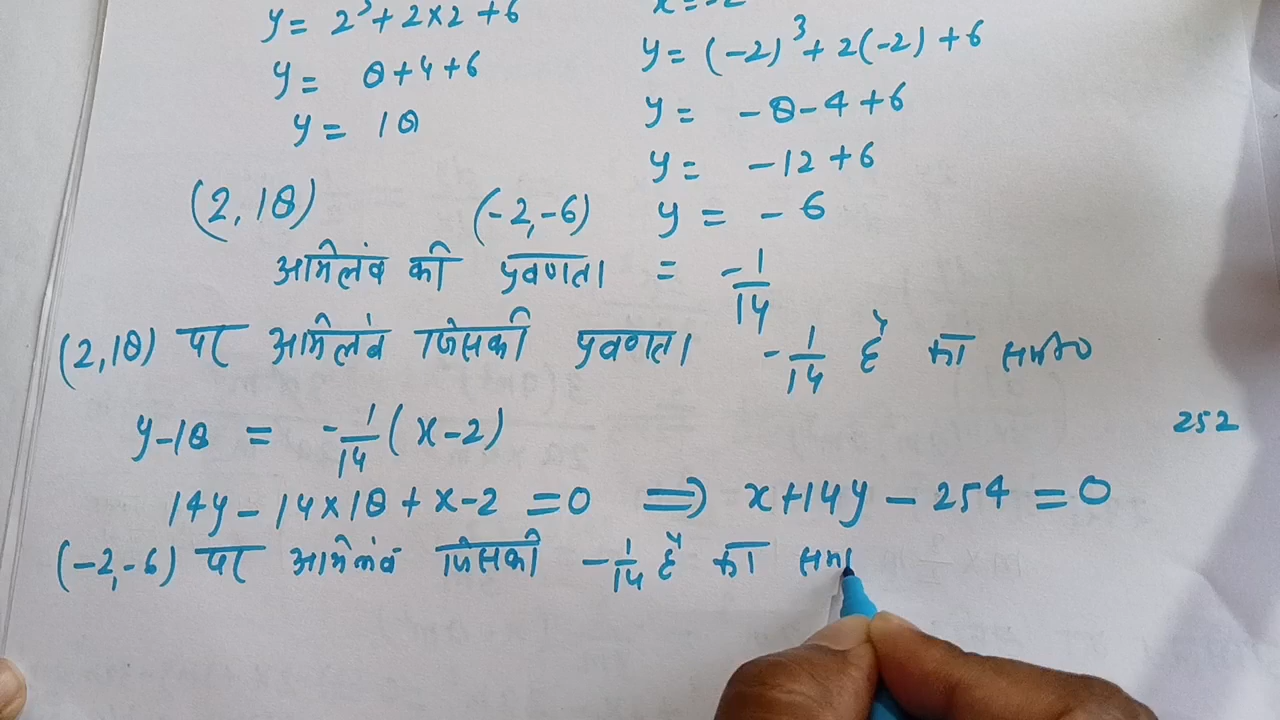 y = 2³ + 2×2 + 6
y = 8 + 4 + 6
y = 18
x = -2
y = (-2)³ + 2(-2) + 6
y = -8 - 4 + 6
y = -12 + 6
y = -6
(2, 18) (-2, -6)
अभिलंब की प्रवणता = -1/14
(2, 18) पर अभिलंब जिसकी प्रवणता -1/14 है का समी०
y - 18 = -1/14 (x - 2)
252
14y - 14×18 + x - 2 = 0 ⟹ x + 14y - 254 = 0
(-2, -6) पर अभिलंब जिसकी -1/14 है का